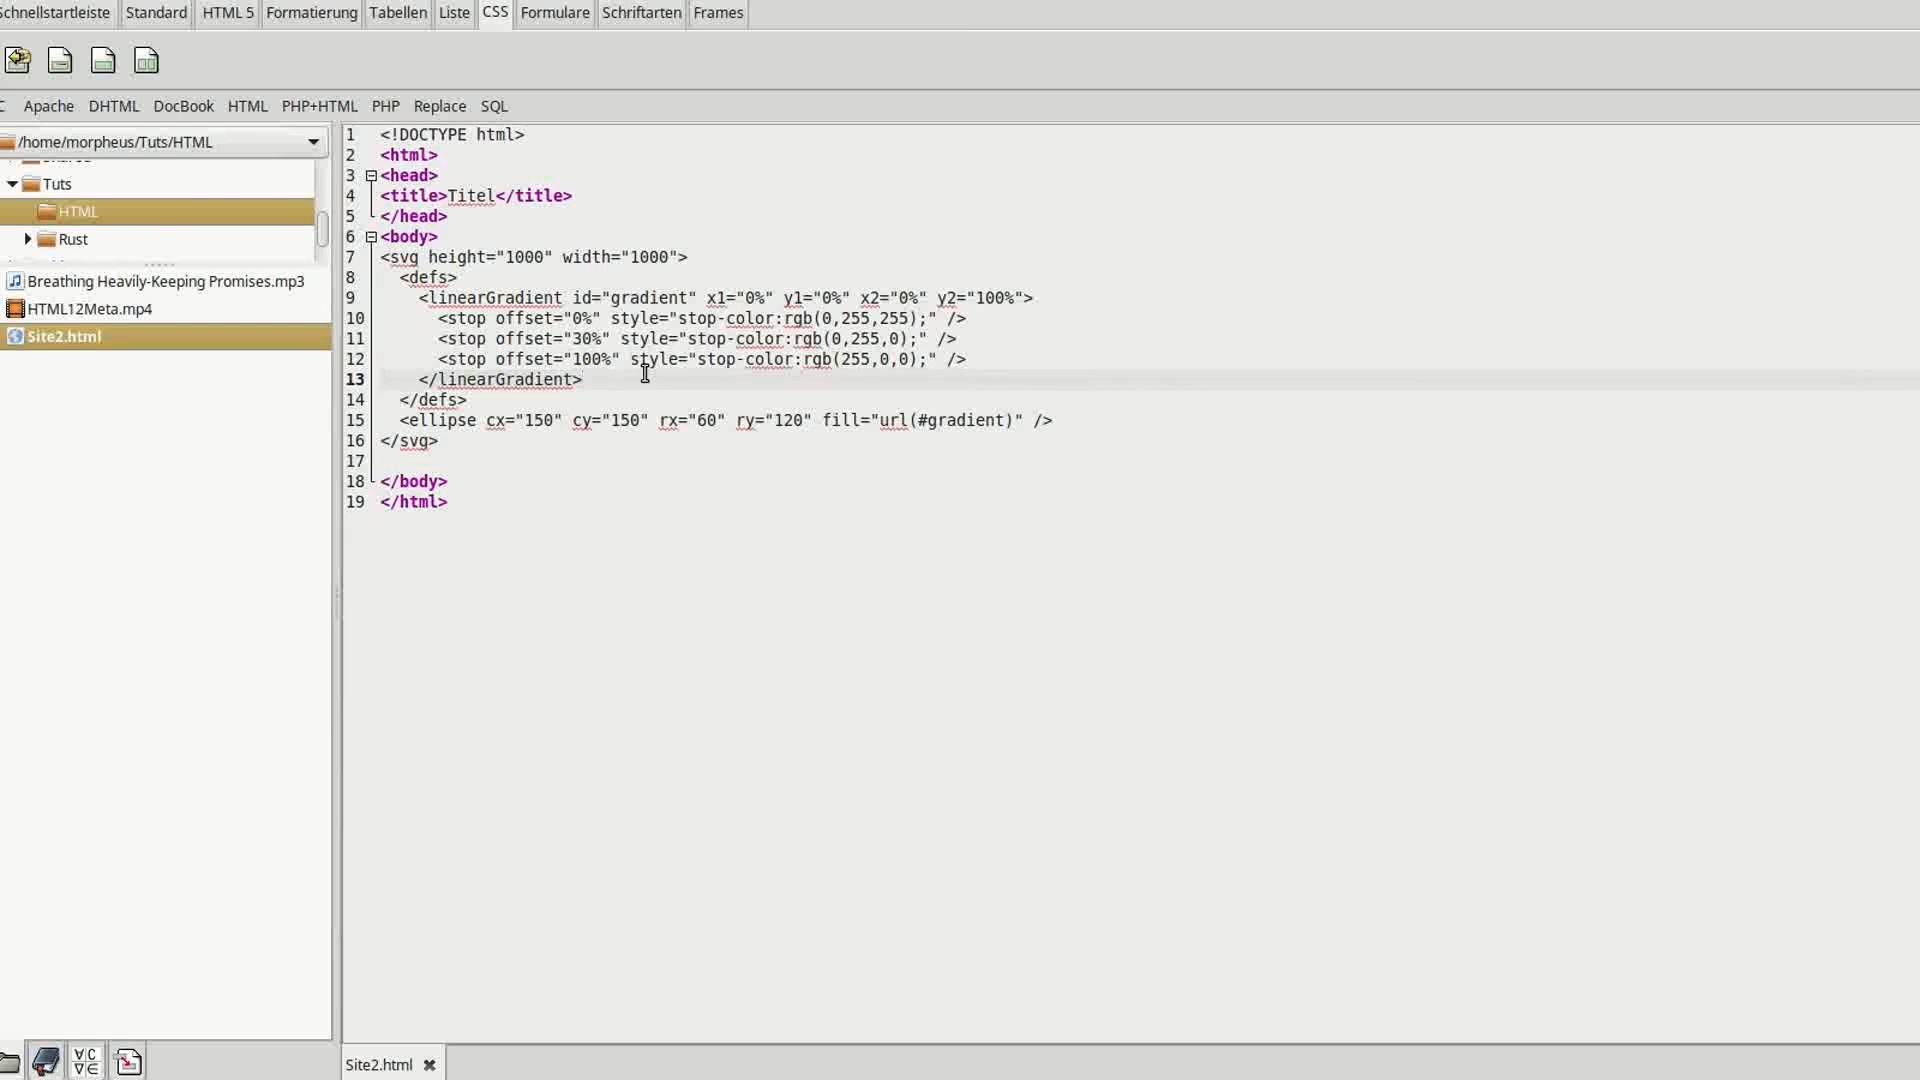 Schnellstartleiste Standard HTML 5 Formatierung Tabellen Liste CSS Formulare Schriftarten Frames
C Apache DHTML DocBook HTML PHP+HTML PHP Replace SQL
/home/morpheus/Tuts/HTML
Tuts
HTML
Rust
Breathing Heavily-Keeping Promises.mp3
HTML12Meta.mp4
Site2.html
1 <!DOCTYPE html>
2 <html>
3 <head>
4 <title>Titel</title>
5 </head>
6 <body>
7 <svg height="1000" width="1000">
8 <defs>
9 <linearGradient id="gradient" x1="0%" y1="0%" x2="0%" y2="100%">
10 <stop offset="0%" style="stop-color:rgb(0,255,255);" />
11 <stop offset="30%" style="stop-color:rgb(0,255,0);" />
12 <stop offset="100%" style="stop-color:rgb(255,0,0);" />
13 </linearGradient>
14 </defs>
15 <ellipse cx="150" cy="150" rx="60" ry="120" fill="url(#gradient)" />
16 </svg>
17
18 </body>
19 </html>
∀C
∇∈
Site2.html